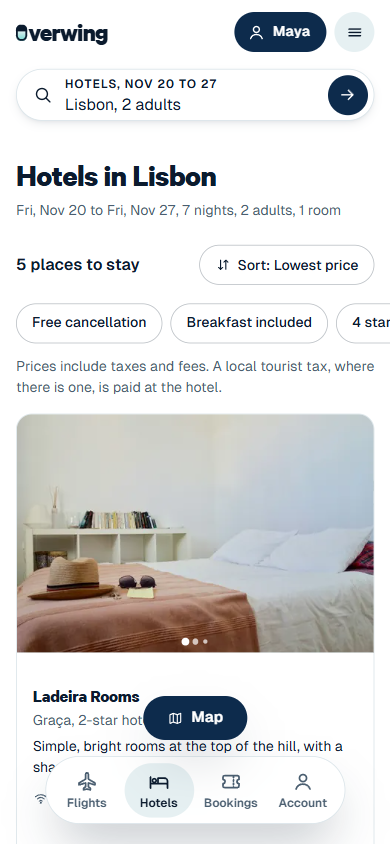 Overwing
Maya
HOTELS, NOV 20 TO 27
Lisbon, 2 adults
Hotels in Lisbon
Fri, Nov 20 to Fri, Nov 27, 7 nights, 2 adults, 1 room
5 places to stay
Sort: Lowest price
Free cancellation
Breakfast included
4 star
Prices include taxes and fees. A local tourist tax, where
there is one, is paid at the hotel.
Ladeira Rooms
Graça, 2-star
Map
Simple, bright rooms at the top of the hill, with a
Flights
Hotels
Bookings
Account